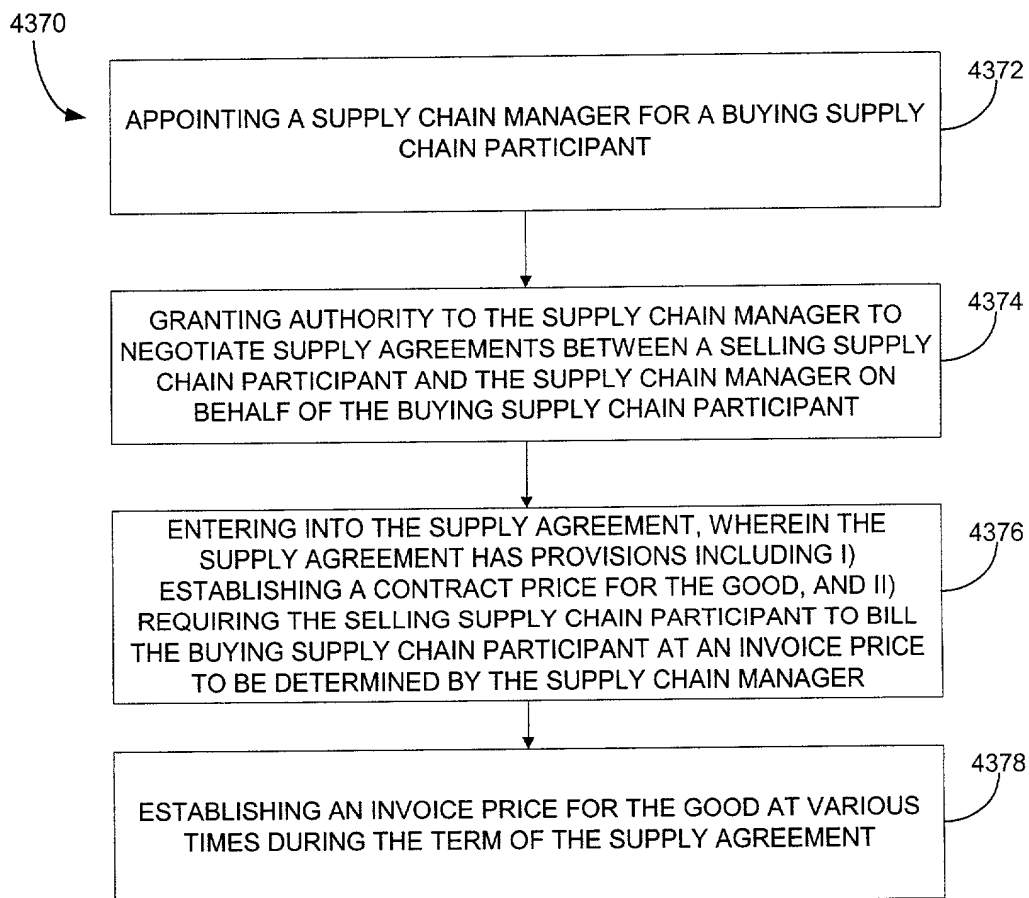 4370
4372
APPOINTING A SUPPLY CHAIN MANAGER FOR A BUYING SUPPLY
CHAIN PARTICIPANT
4374
GRANTING AUTHORITY TO THE SUPPLY CHAIN MANAGER TO
NEGOTIATE SUPPLY AGREEMENTS BETWEEN A SELLING SUPPLY
CHAIN PARTICIPANT AND THE SUPPLY CHAIN MANAGER ON
BEHALF OF THE BUYING SUPPLY CHAIN PARTICIPANT
4376
ENTERING INTO THE SUPPLY AGREEMENT, WHEREIN THE
SUPPLY AGREEMENT HAS PROVISIONS INCLUDING I)
ESTABLISHING A CONTRACT PRICE FOR THE GOOD, AND II)
REQUIRING THE SELLING SUPPLY CHAIN PARTICIPANT TO BILL
THE BUYING SUPPLY CHAIN PARTICIPANT AT AN INVOICE PRICE
TO BE DETERMINED BY THE SUPPLY CHAIN MANAGER
4378
ESTABLISHING AN INVOICE PRICE FOR THE GOOD AT VARIOUS
TIMES DURING THE TERM OF THE SUPPLY AGREEMENT